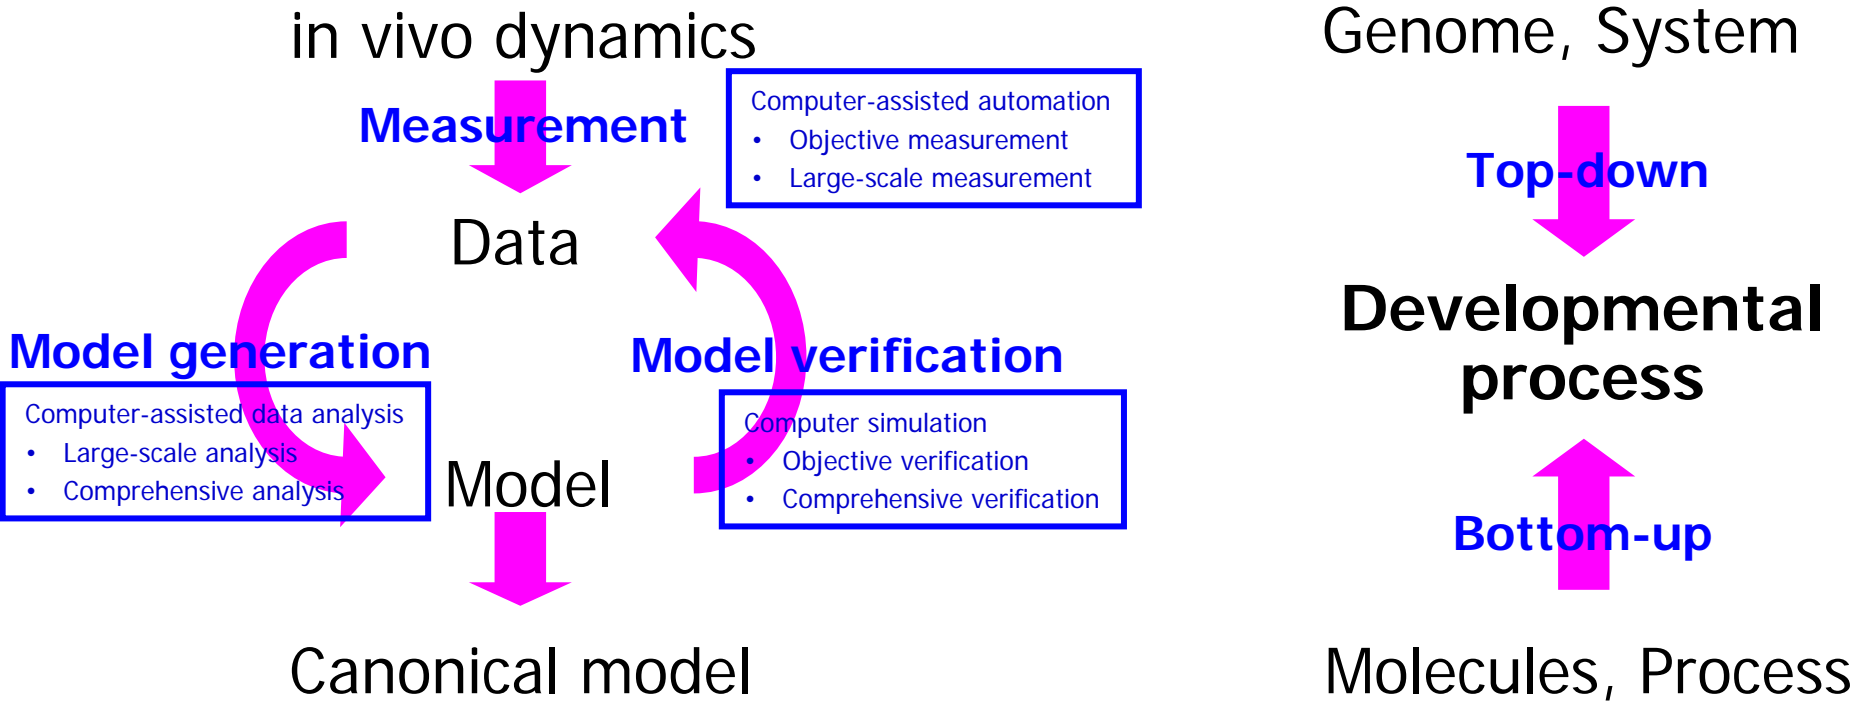 in vivo dynamics
Measurement
Computer-assisted automation
• Objective measurement
• Large-scale measurement
Data
Model generation
Computer-assisted data analysis
• Large-scale analysis
• Comprehensive analysis
Model verification
Computer simulation
• Objective verification
• Comprehensive verification
Model
Canonical model
Genome, System
Top-down
Developmental
process
Bottom-up
Molecules, Process